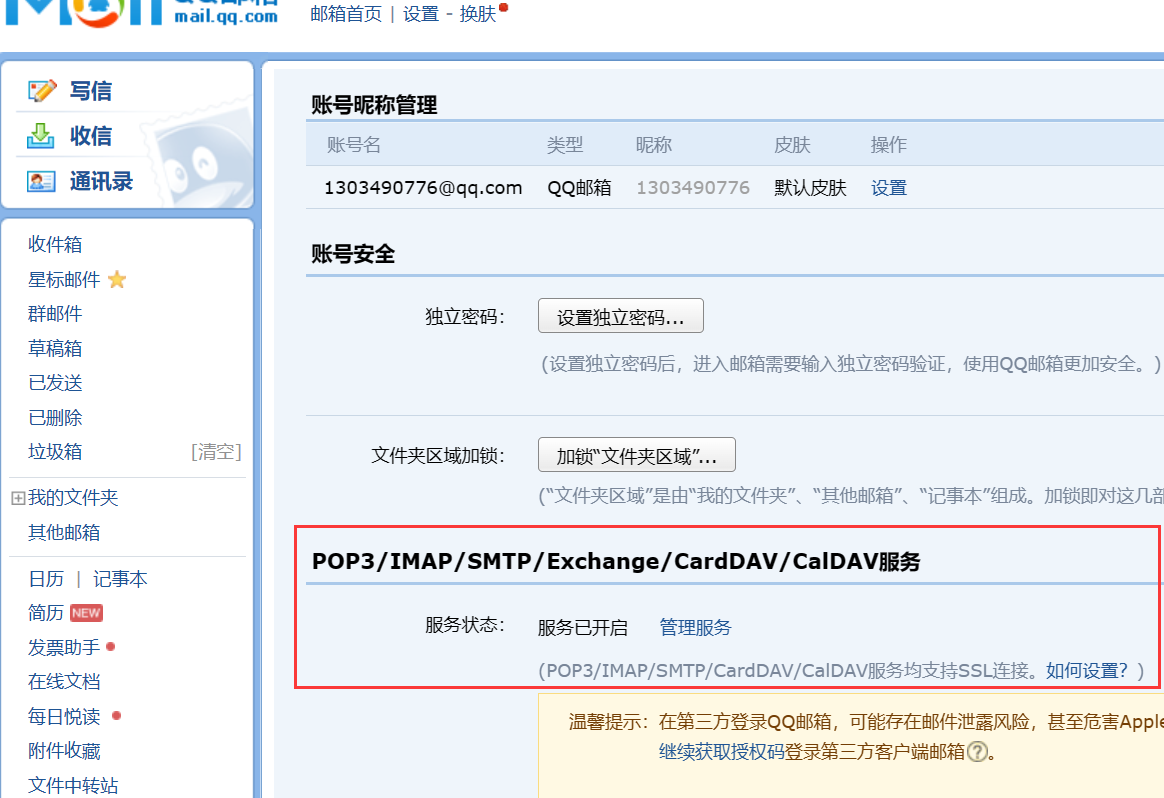 mail.qq.com
邮箱首页 | 设置 - 换肤
写信
收信
通讯录
收件箱
星标邮件
群邮件
草稿箱
已发送
已删除
垃圾箱 [清空]
我的文件夹
其他邮箱
日历 | 记事本
简历 NEW
发票助手
在线文档
每日悦读
附件收藏
文件中转站
账号昵称管理
账号名 类型 昵称 皮肤 操作
1303490776@qq.com QQ邮箱 1303490776 默认皮肤 设置
账号安全
独立密码： 设置独立密码...
(设置独立密码后，进入邮箱需要输入独立密码验证，使用QQ邮箱更加安全。)
文件夹区域加锁： 加锁“文件夹区域”...
(“文件夹区域”是由“我的文件夹”、“其他邮箱”、“记事本”组成。加锁即对这几部
POP3/IMAP/SMTP/Exchange/CardDAV/CalDAV服务
服务状态： 服务已开启 管理服务
(POP3/IMAP/SMTP/CardDAV/CalDAV服务均支持SSL连接。如何设置？)
温馨提示：在第三方登录QQ邮箱，可能存在邮件泄露风险，甚至危害Apple
继续获取授权码登录第三方客户端邮箱?。